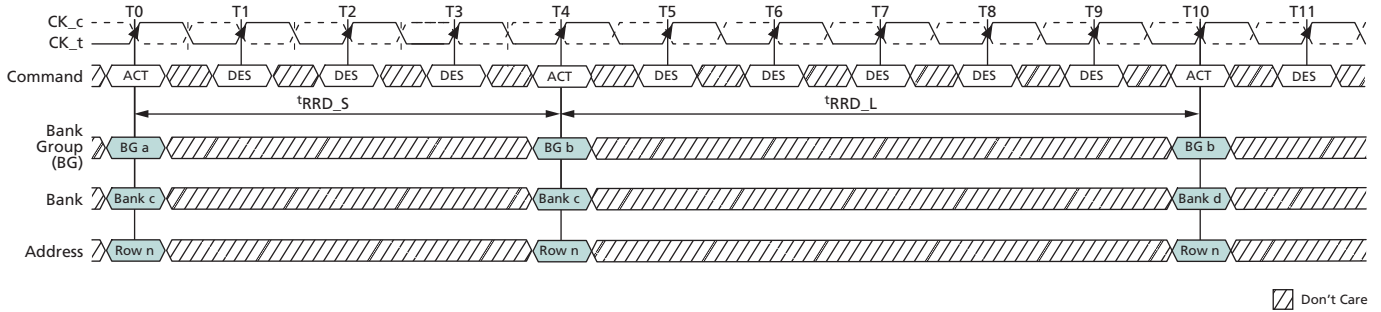 T0 T1 T2 T3 T4 T5 T6 T7 T8 T9 T10 T11
CK_c
CK_t
Command ACT DES DES DES ACT DES DES DES DES DES ACT DES
tRRD_S tRRD_L
Bank
Group
(BG)
BG a BG b BG b
Bank Bank c Bank c Bank d
Address Row n Row n Row n
Don't Care